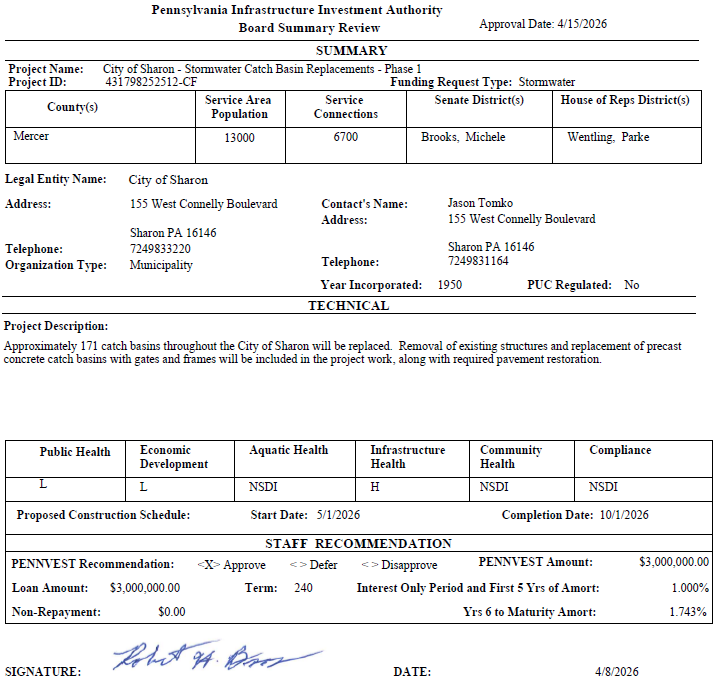 Pennsylvania Infrastructure Investment Authority
Board Summary Review
Approval Date: 4/15/2026
SUMMARY
Project Name: City of Sharon - Stormwater Catch Basin Replacements - Phase 1
Project ID: 431798252512-CF Funding Request Type: Stormwater
County(s) Service Area Population Service Connections Senate District(s) House of Reps District(s)
Mercer 13000 6700 Brooks, Michele Wentling, Parke
Legal Entity Name: City of Sharon
Address: 155 West Connelly Boulevard Contact's Name: Jason Tomko
Address: 155 West Connelly Boulevard
Sharon PA 16146 Sharon PA 16146
Telephone: 7249833220
Organization Type: Municipality Telephone: 7249831164
Year Incorporated: 1950 PUC Regulated: No
TECHNICAL
Project Description:
Approximately 171 catch basins throughout the City of Sharon will be replaced. Removal of existing structures and replacement of precast
concrete catch basins with gates and frames will be included in the project work, along with required pavement restoration.
Public Health Economic Development Aquatic Health Infrastructure Health Community Health Compliance
L L NSDI H NSDI NSDI
Proposed Construction Schedule: Start Date: 5/1/2026 Completion Date: 10/1/2026
STAFF RECOMMENDATION
PENNVEST Recommendation: <X> Approve < > Defer < > Disapprove PENNVEST Amount: $3,000,000.00
Loan Amount: $3,000,000.00 Term: 240 Interest Only Period and First 5 Yrs of Amort: 1.000%
Non-Repayment: $0.00 Yrs 6 to Maturity Amort: 1.743%
SIGNATURE: Robert H. DATE: 4/8/2026